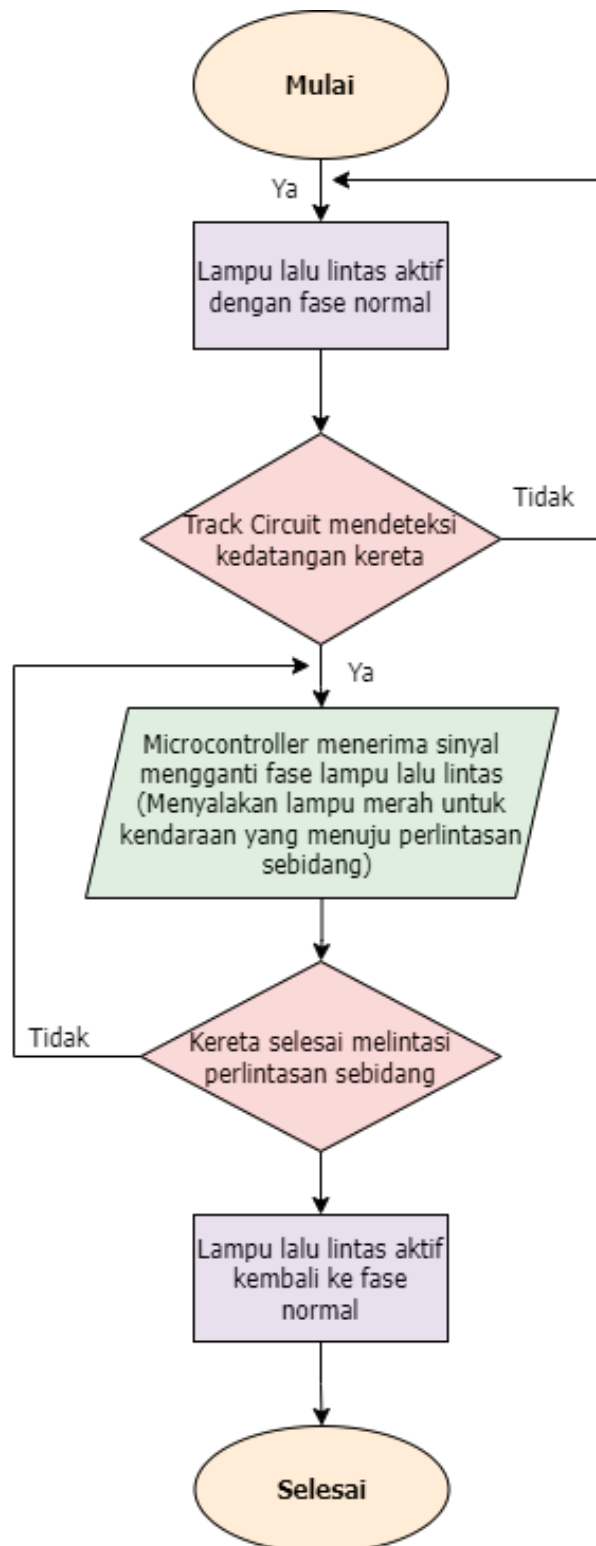 Mulai
Ya
Lampu lalu lintas aktif
dengan fase normal
Track Circuit mendeteksi
kedatangan kereta
Tidak
Ya
Microcontroller menerima sinyal
mengganti fase lampu lalu lintas
(Menyalakan lampu merah untuk
kendaraan yang menuju perlintasan
sebidang)
Kereta selesai melintasi
perlintasan sebidang
Tidak
Lampu lalu lintas aktif
kembali ke fase
normal
Selesai